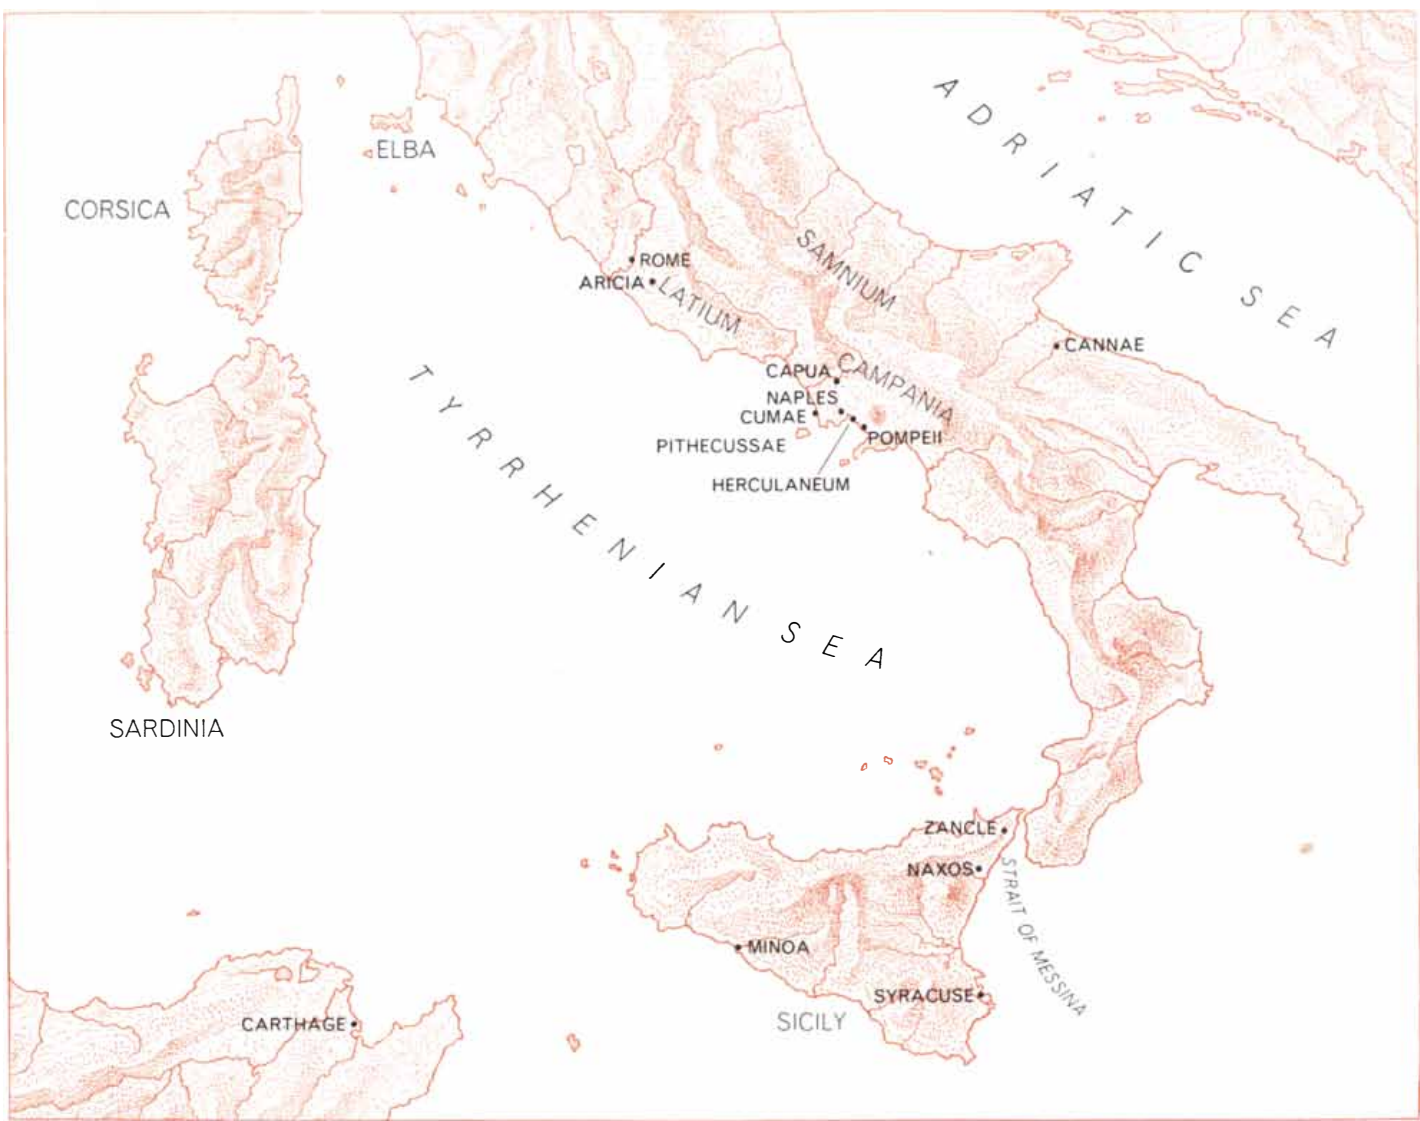 ADRIATIC SEA
ELBA
CORSICA
SAMNIUM
ROME
ARICIA
LATIUM
CANNAE
CAPUA
CAMPANIA
NAPLES
CUMAE
POMPEII
PITHECUSSAE
HERCULANEUM
TYRRHENIAN SEA
SARDINIA
ZANCLE
NAXOS
STRAIT OF MESSINA
MINOA
SYRACUSE
SICILY
CARTHAGE